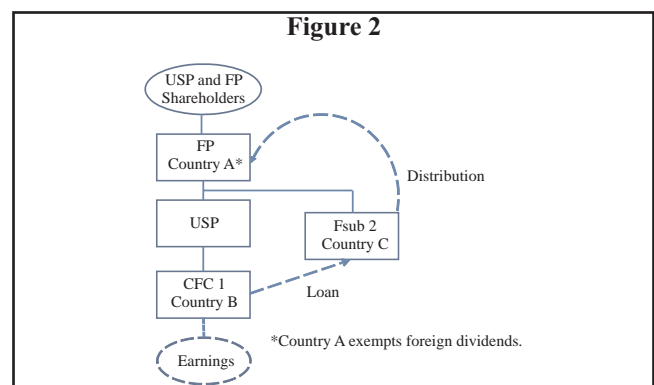 Figure 2
USP and FP
Shareholders
FP
Country A*
Distribution
USP
Fsub 2
Country C
CFC 1
Country B
Loan
*Country A exempts foreign dividends.
Earnings